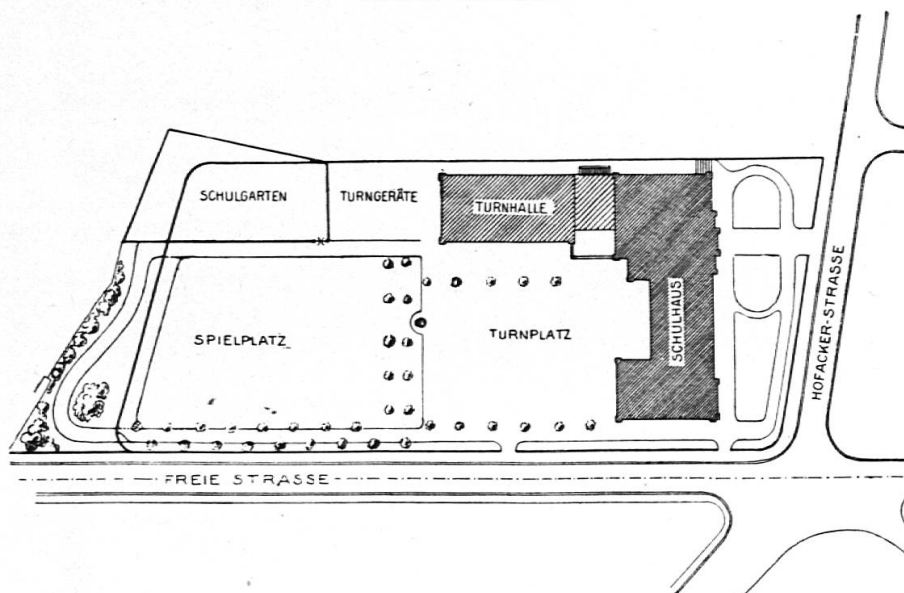 SCHULGARTEN
TURNGERÄTE
TURNHALLE
SPIELPLATZ
TURNPLATZ
SCHULHAUS
HOFACKER-STRASSE
FREIE STRASSE